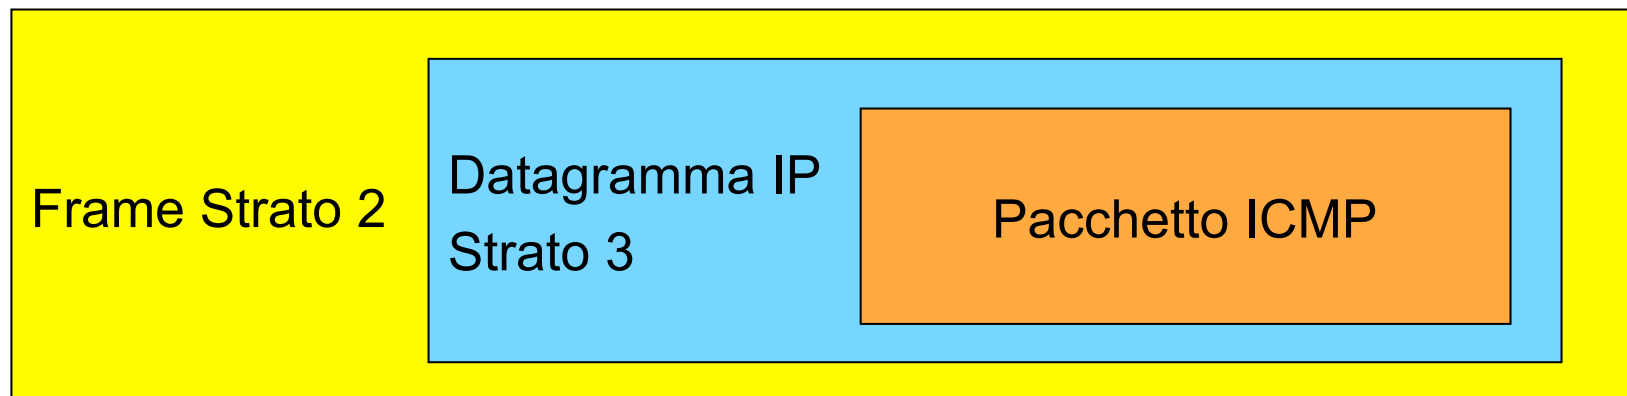 Frame Strato 2
Datagramma IP
Strato 3
Pacchetto ICMP